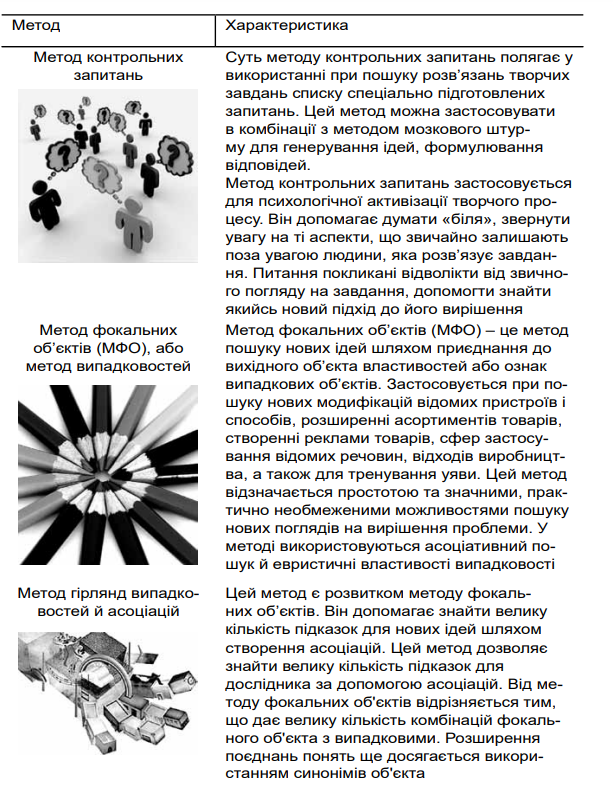 Метод Характеристика
Метод контрольних
запитань
Суть методу контрольних запитань полягає у
використанні при пошуку розв’язань творчих
завдань списку спеціально підготовлених
запитань. Цей метод можна застосовувати
в комбінації з методом мозкового штур-
му для генерування ідей, формулювання
відповідей.
Метод контрольних запитань застосовується
для психологічної активізації творчого про-
цесу. Він допомагає думати «біля», звернути
увагу на ті аспекти, що звичайно залишають
поза увагою людини, яка розв’язує завдан-
ня. Питання покликані відволікти від звично-
го погляду на завдання, допомогти знайти
якийсь новий підхід до його вирішення
Метод фокальних
об’єктів (МФО), або
метод випадковостей
Метод фокальних об’єктів (МФО) – це метод
пошуку нових ідей шляхом приєднання до
вихідного об’єкта властивостей або ознак
випадкових об’єктів. Застосовується при по-
шуку нових модифікацій відомих пристроїв і
способів, розширенні асортиментів товарів,
створенні реклами товарів, сфер застосу-
вання відомих речовин, відходів виробницт-
ва, а також для тренування уяви. Цей метод
відзначається простотою та значними, прак-
тично необмеженими можливостями пошуку
нових поглядів на вирішення проблеми. У
методі використовуються асоціативний по-
шук й евристичні властивості випадковості
Метод гірлянд випадко-
востей й асоціацій
Цей метод є розвитком методу фокаль-
них об’єктів. Він допомагає знайти велику
кількість підказок для нових ідей шляхом
створення асоціацій. Цей метод дозволяє
знайти велику кількість підказок для
дослідника за допомогою асоціацій. Від ме-
тоду фокальних об'єктів відрізняється тим,
що дає велику кількість комбінацій фокаль-
ного об'єкта з випадковими. Розширення
поєднань понять ще досягається викори-
станням синонімів об'єкта